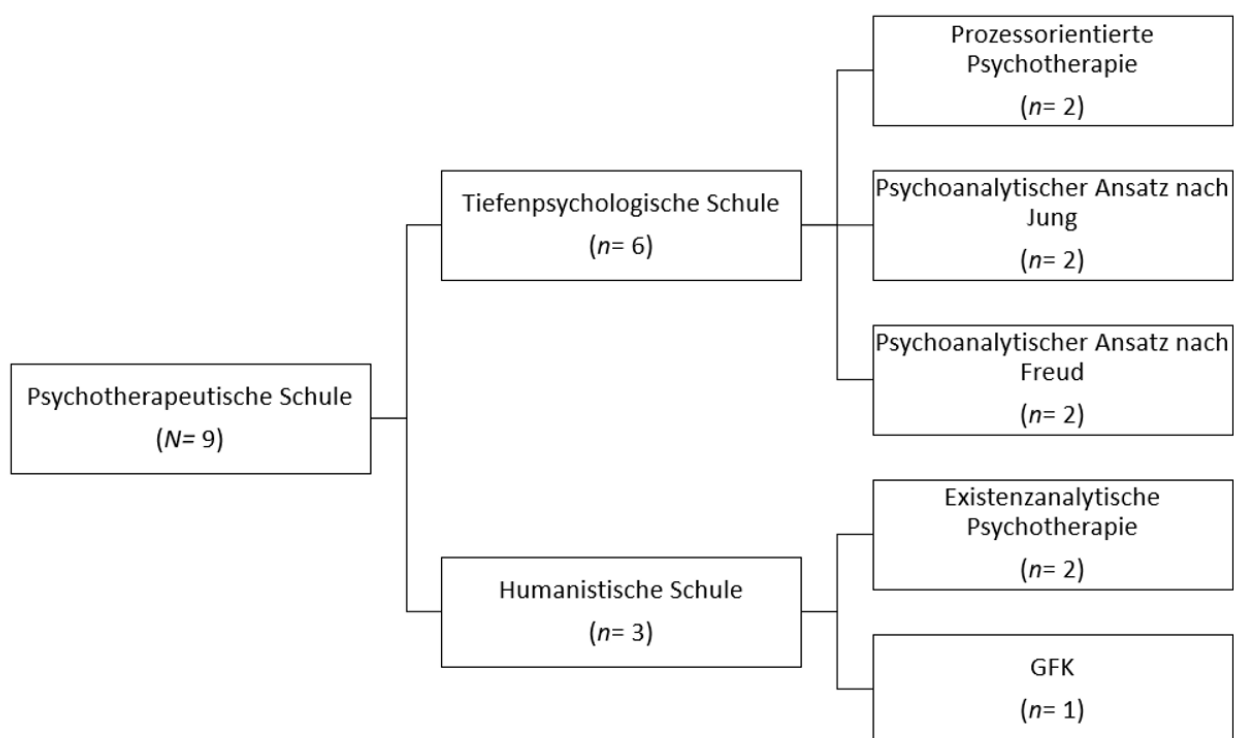 Prozessorientierte
Psychotherapie
(n= 2)
Tiefenpsychologische Schule
(n= 6)
Psychoanalytischer Ansatz nach
Jung
(n= 2)
Psychoanalytischer Ansatz nach
Freud
(n= 2)
Psychotherapeutische Schule
(N= 9)
Existenzanalytische
Psychotherapie
(n= 2)
Humanistische Schule
(n= 3)
GFK
(n= 1)